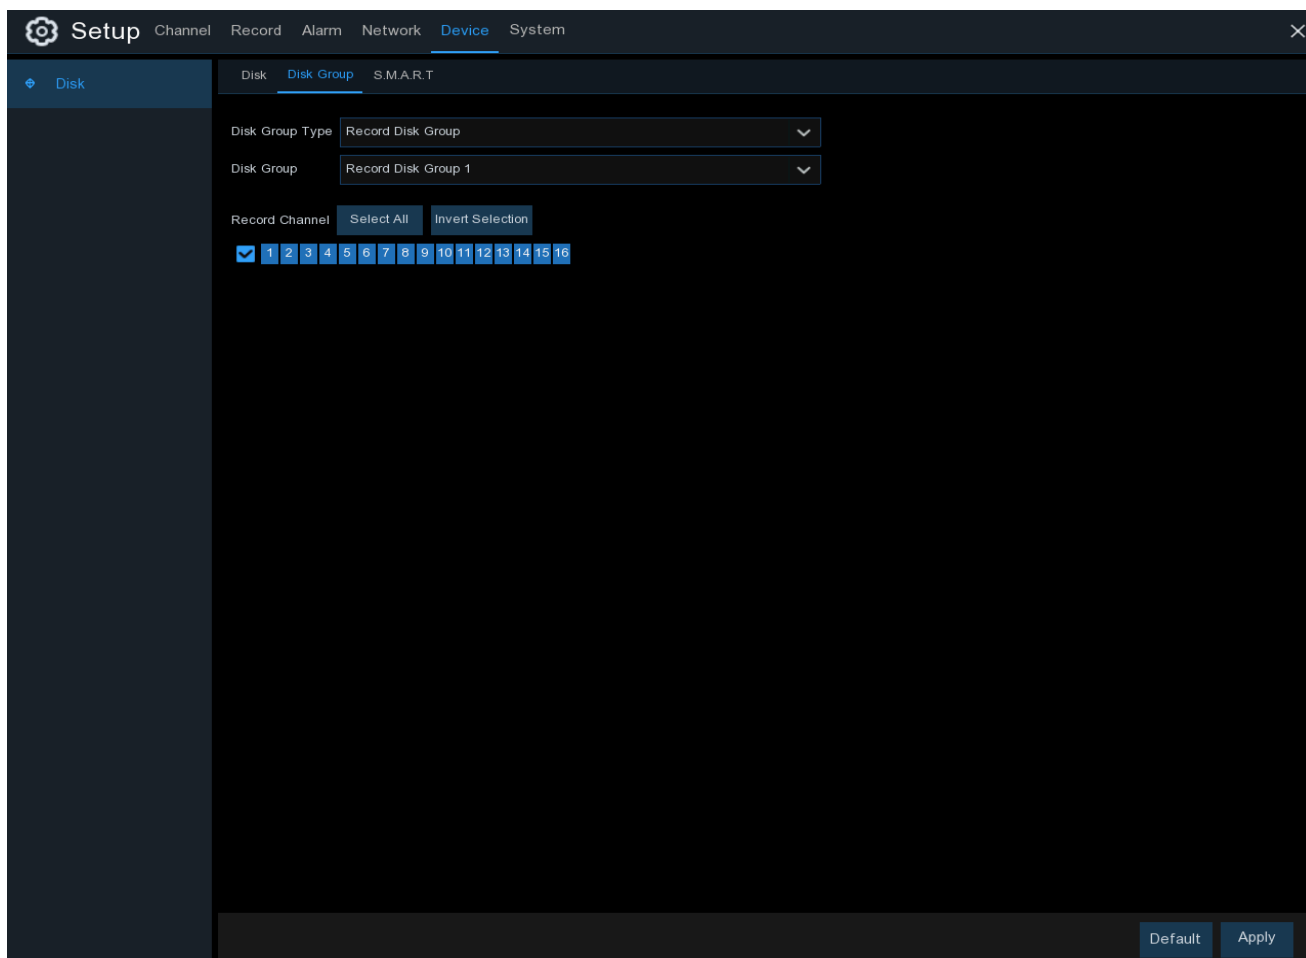 Setup Channel Record Alarm Network Device System
Disk
Disk Disk Group S.M.A.R.T
Disk Group Type Record Disk Group
Disk Group Record Disk Group 1
Record Channel Select All Invert Selection
1 2 3 4 5 6 7 8 9 10 11 12 13 14 15 16
Default Apply